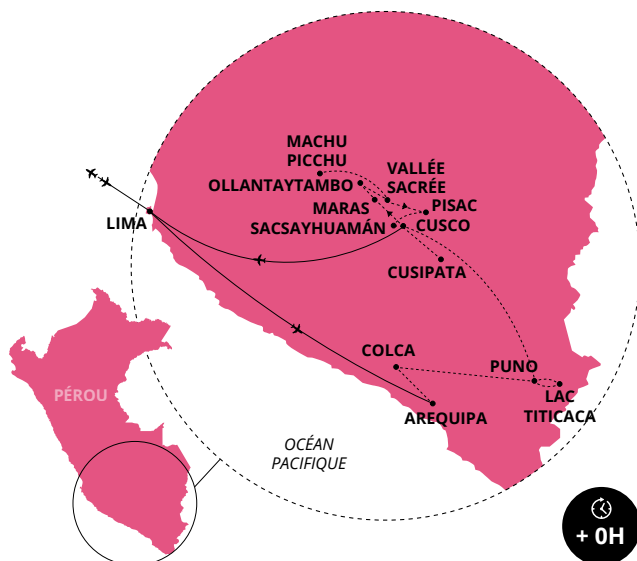 MACHU
PICCHU
VALLÉE
SACRÉE
OLLANTAYTAMBO
MARAS
PISAC
LIMA
SACSAYHUAMÁN
CUSCO
CUSIPATA
COLCA
PUNO
LAC
TITICACA
AREQUIPA
PÉROU
OCÉAN
PACIFIQUE
+ 0H